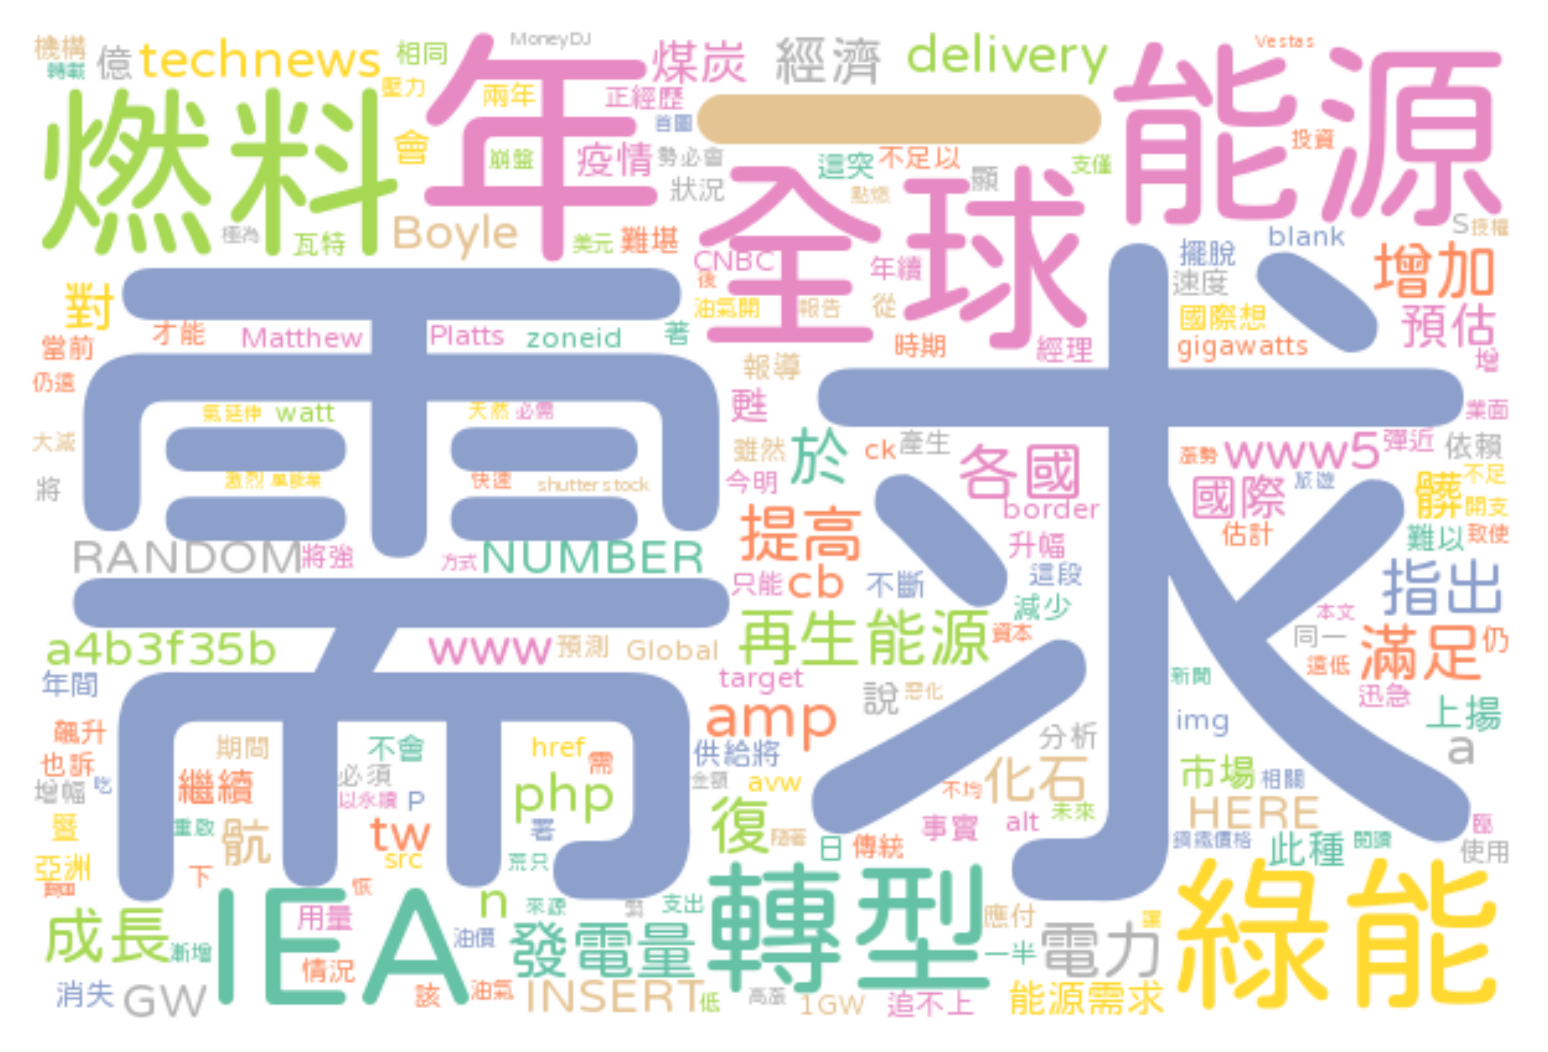 機構 億 technews 相同 MoneyDJ 煤炭 經濟 delivery Vestas
轉載 壓力 兩年 正經歷 首圖
燃料 年 一 能源
會 崩盤 疫情 勢必會 這突 不足以 支僅 投資
狀況 點燃 顯 全球
極為 瓦特 Boyle 美元 難堪 S 授權
CNBC 後 年續 擺脫 blank 增加
對 油氣開 報告 從 速度 國際想 預估
當前 才能 Matthew Platts zoneid 著 時期 經理 gigawatts 增
仍遠 報導
需求
氣延伸 watt 天然 必需 甦 業面
大減 雖然 於 ck 產生 各國 漲勢 www5 彈近 依賴
將 激烈 快速 shutterstock 今明 國際 旅遊 髒 不足
border 開支
提高 估計 難以 致使
RANDOM 將強 方式 NUMBER 升幅
只能 cb 不斷 這段 指出
減少 本文
a4b3f35b www 預測 Global 再生能源 資本 同一 滿足 仍
年間 target 新聞 遠低 迅急
說 惡化
飆升 amp img 上揚
也訴 期間 不會 href 需 供給將 分析 a
增幅 吃 繼續 必須 php 金額 avw 不均 化石 市場 相關
以永續 P
暨 重啟 骯 tw 署 復 隨著 事實 alt 未來 HERE
亞洲 src 荒只 日 傳統 鋼鐵價格 此種 閱讀 使用
下 恢
IEA n 來源 支出 轉型 綠能
成長 用量 應付
漸增 油價 發電量 一半 電力
消失 GW 情況 該 油氣 INSERT 低 高漲 1GW 追不上 能源需求